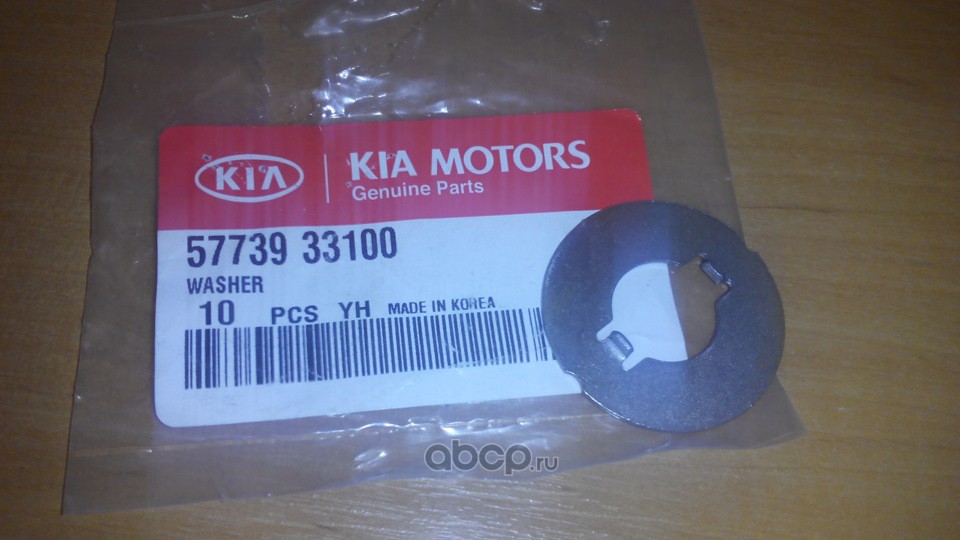 KIA
KIA MOTORS
Genuine Parts
57739 33100
WASHER
10 PCS YH MADE IN KOREA
abcp.ru